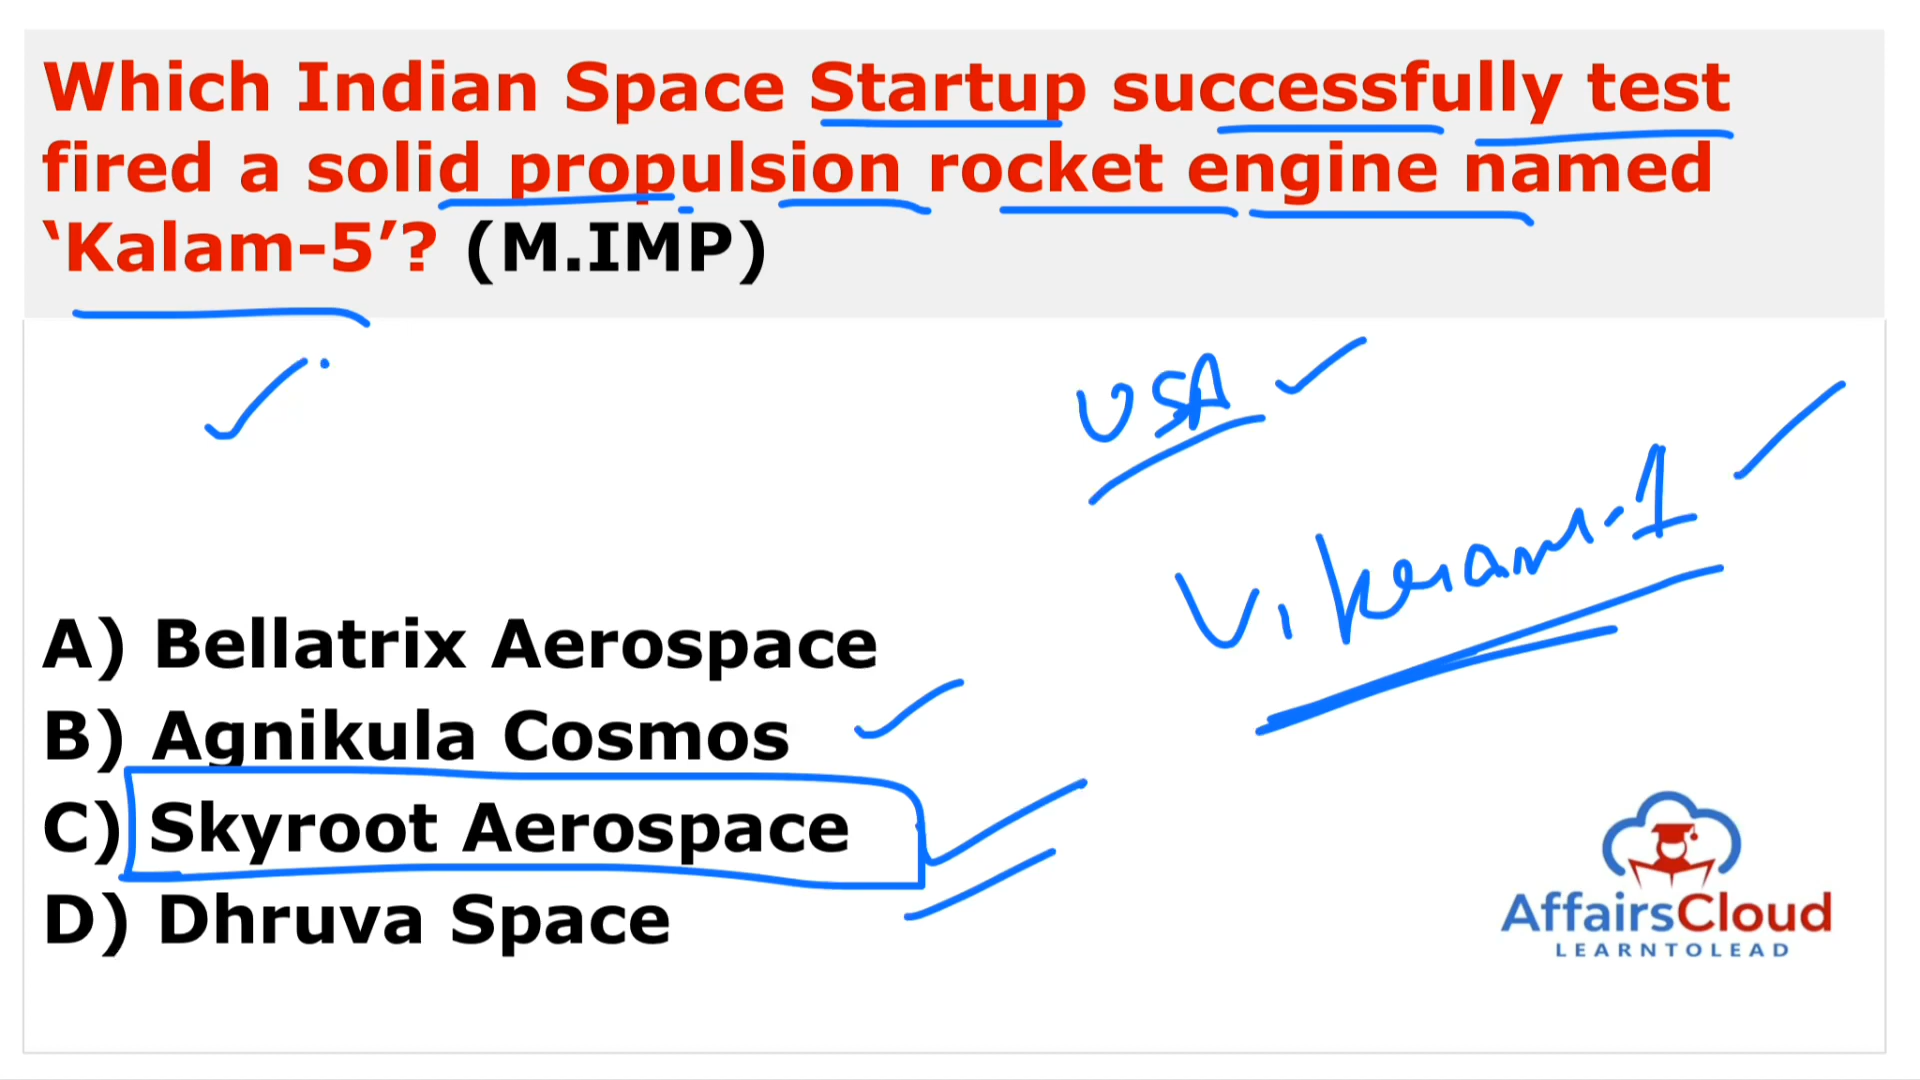 Which Indian Space Startup successfully test
fired a solid propulsion rocket engine named
‘Kalam-5’? (M.IMP)
USA
Vikram-1
A) Bellatrix Aerospace
B) Agnikula Cosmos
C) Skyroot Aerospace
D) Dhruva Space
AffairsCloud
LEARNTOLEAD